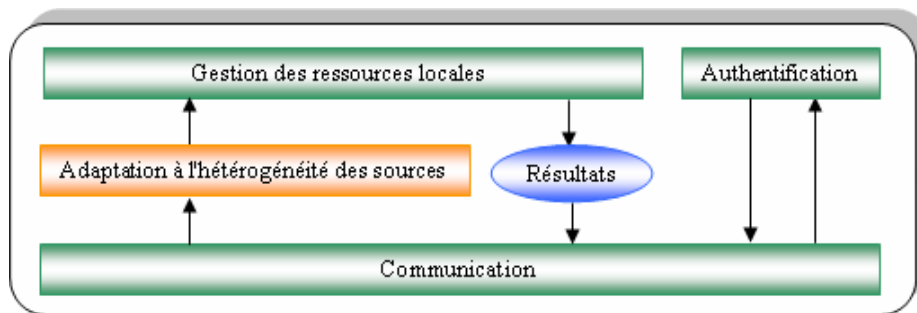 Gestion des ressources locales
Authentification
Adaptation à l'hétérogénéité des sources
Résultats
Communication